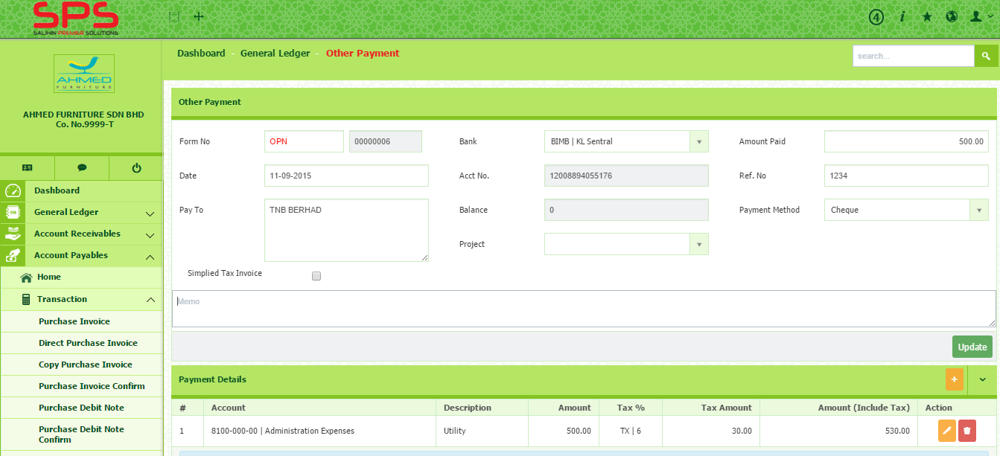 SPS
SALIHIN PREMIER SOLUTIONS
4
i
Dashboard - General Ledger - Other Payment
search...
AHMED
FURNITURE
AHMED FURNITURE SDN BHD
Co. No.9999-T
Dashboard
RM
General Ledger
Account Receivables
Account Payables
Home
Transaction
Purchase Invoice
Direct Purchase Invoice
Copy Purchase Invoice
Purchase Invoice Confirm
Purchase Debit Note
Purchase Debit Note
Confirm
Other Payment
Form No OPN 00000006 Bank BIMB | KL Sentral Amount Paid 500.00
Date 11-09-2015 Acct No. 12008894055176 Ref. No 1234
Pay To TNB BERHAD Balance 0 Payment Method Cheque
Project
Simplied Tax Invoice
Memo
Update
Payment Details
+
# Account Description Amount Tax % Tax Amount Amount (Include Tax) Action
1 8100-000-00 | Administration Expenses Utility 500.00 TX | 6 30.00 530.00